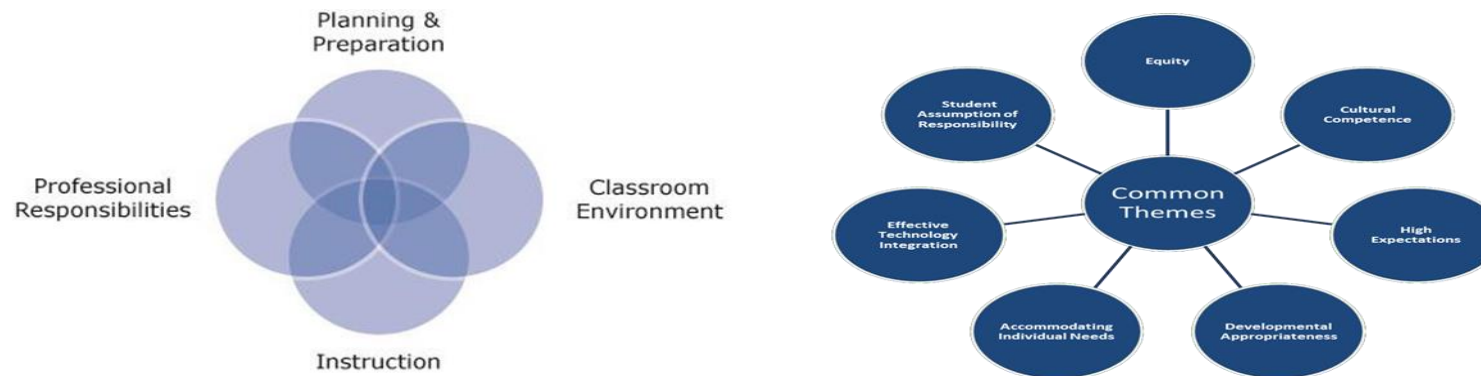 Planning &
Preparation
Professional
Responsibilities
Classroom
Environment
Instruction
Equity
Student
Assumption of
Responsibility
Cultural
Competence
Common
Themes
Effective
Technology
Integration
High
Expectations
Accommodating
Individual Needs
Developmental
Appropriateness